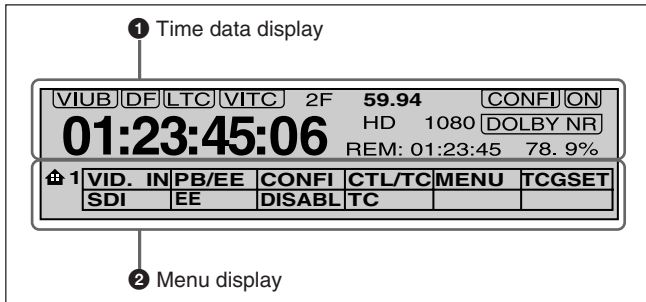 ❶ Time data display
VIUB DF LTC VITC 2F 59.94 CONFI ON
01:23:45:06 HD 1080 DOLBY NR
REM: 01:23:45 78. 9%
1 VID. IN PB/EE CONFI CTL/TC MENU TCGSET
SDI EE DISABL TC
❷ Menu display